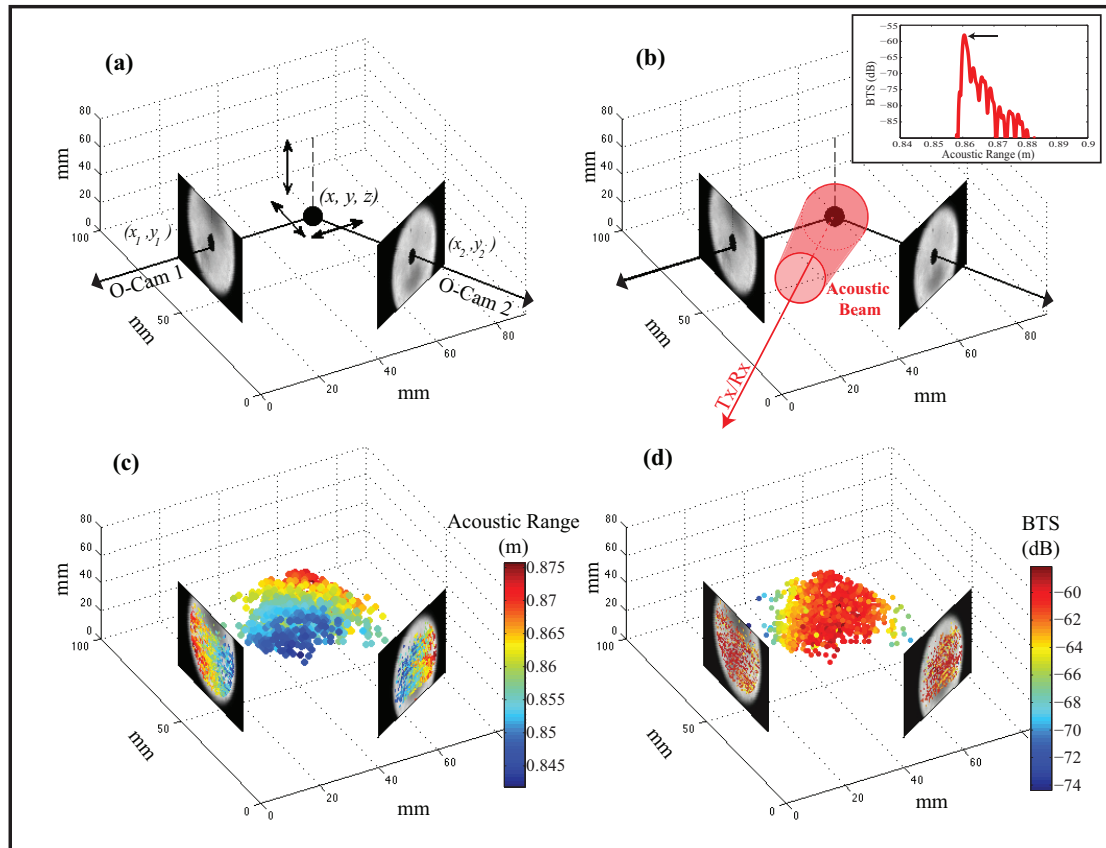 (a)
80
60
40
20
0
mm
100
50
mm
0
0
20
40
60
80
mm
(x, y, z)
(x1 ,y1 )
(x2 ,y2 )
O-Cam 1
O-Cam 2
(b)
80
60
40
20
0
mm
100
50
mm
0
0
20
40
60
80
mm
Acoustic
Beam
Tx/Rx
−55
−60
−65
−70
−75
−80
−85
BTS (dB)
0.84 0.85 0.86 0.87 0.88 0.89 0.9
Acoustic Range (m)
(c)
80
60
40
20
0
mm
100
50
mm
0
0
20
40
60
mm
Acoustic Range
(m)
0.875
0.87
0.865
0.86
0.855
0.85
0.845
(d)
80
60
40
20
0
mm
100
50
mm
0
0
20
40
60
mm
BTS
(dB)
−60
−62
−64
−66
−68
−70
−72
−74